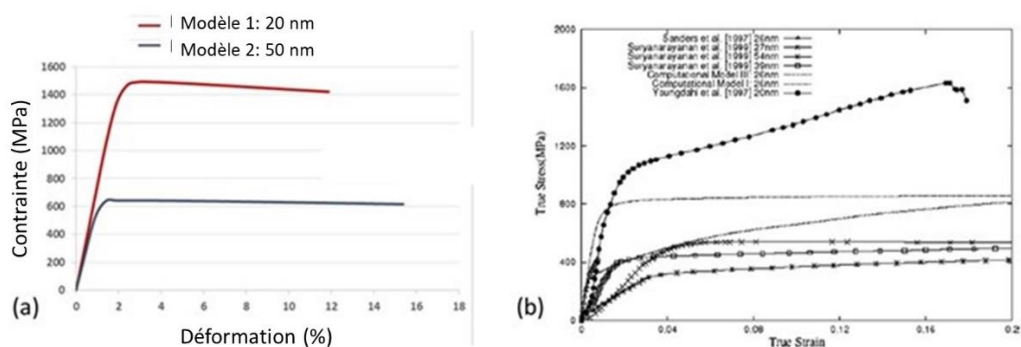 Modèle 1: 20 nm
Modèle 2: 50 nm
Contrainte (MPa)
1600
1400
1200
1000
800
600
400
200
0
0 2 4 6 8 10 12 14 16 18
Déformation (%)
(a)
Sanders et al. [1997] 26nm
Suryanarayanan et al. [1999] 27nm
Suryanarayanan et al. [1999] 54nm
Suryanarayanan et al. [1999] 39nm
Computational Model III: 26nm
Computational Model I: 26nm
Youngdahl et al. [1997] 20nm
True Stress(MPa)
2000
1600
1200
800
400
0
0 0.04 0.08 0.12 0.16 0.2
True Strain
(b)